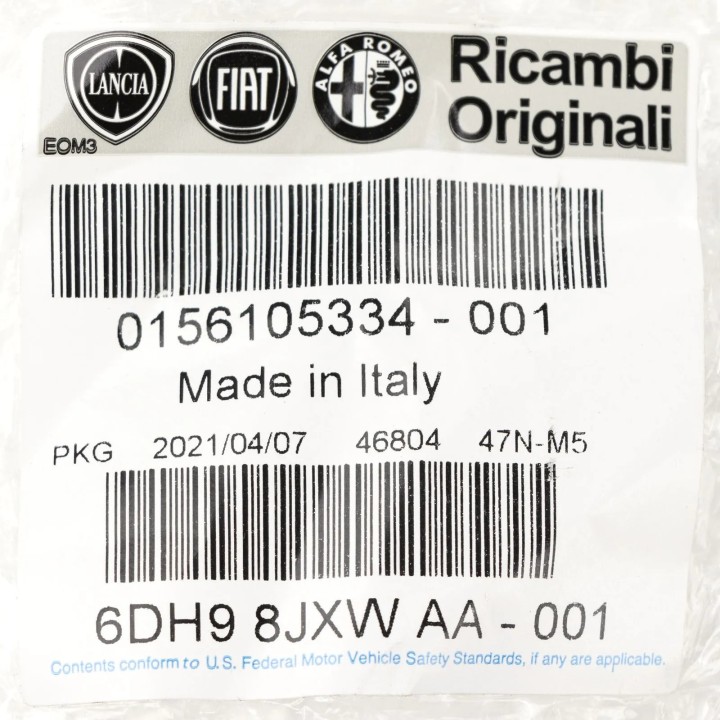 LANCIA FIAT ALFA ROMEO Ricambi
Originali
EOM3
0156105334 - 001
Made in Italy
PKG 2021/04/07 46804 47N-M5
6DH9 8JXW AA - 001
Contents conform to U.S. Federal Motor Vehicle Safety Standards, if any are applicable.